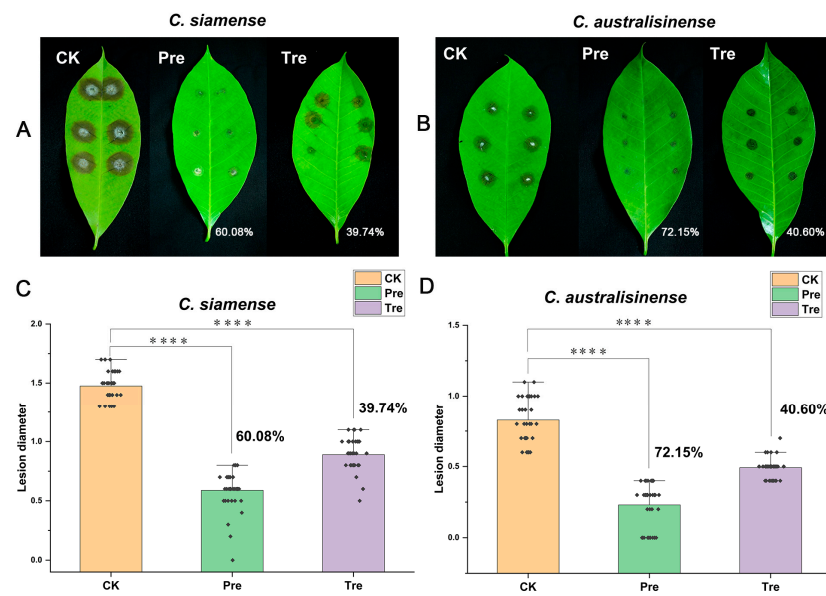 C. siamense
C. australisinense
A
CK
Pre
Tre
60.08%
39.74%
B
CK
Pre
Tre
72.15%
40.60%
C
C. siamense
CK
Pre
Tre
Lesion diameter
2.0
1.5
1.0
0.5
0.0
****
****
60.08%
39.74%
CK
Pre
Tre
D
C. australisinense
CK
Pre
Tre
Lesion diameter
1.5
1.0
0.5
0.0
****
****
72.15%
40.60%
CK
Pre
Tre